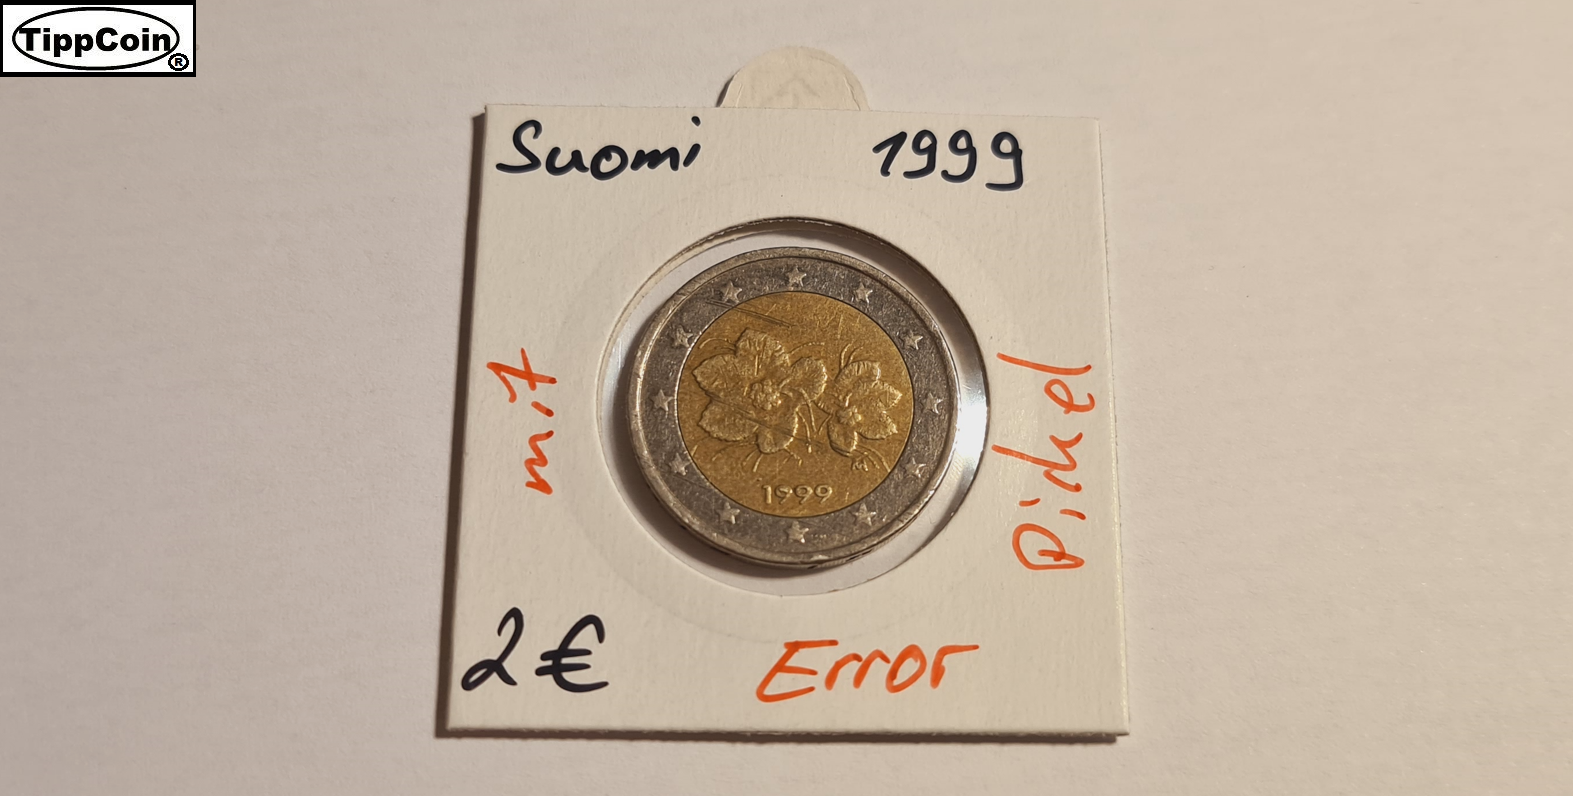 TippCoin
®
Suomi 1999
mit
Pickel
1999
2€ Error